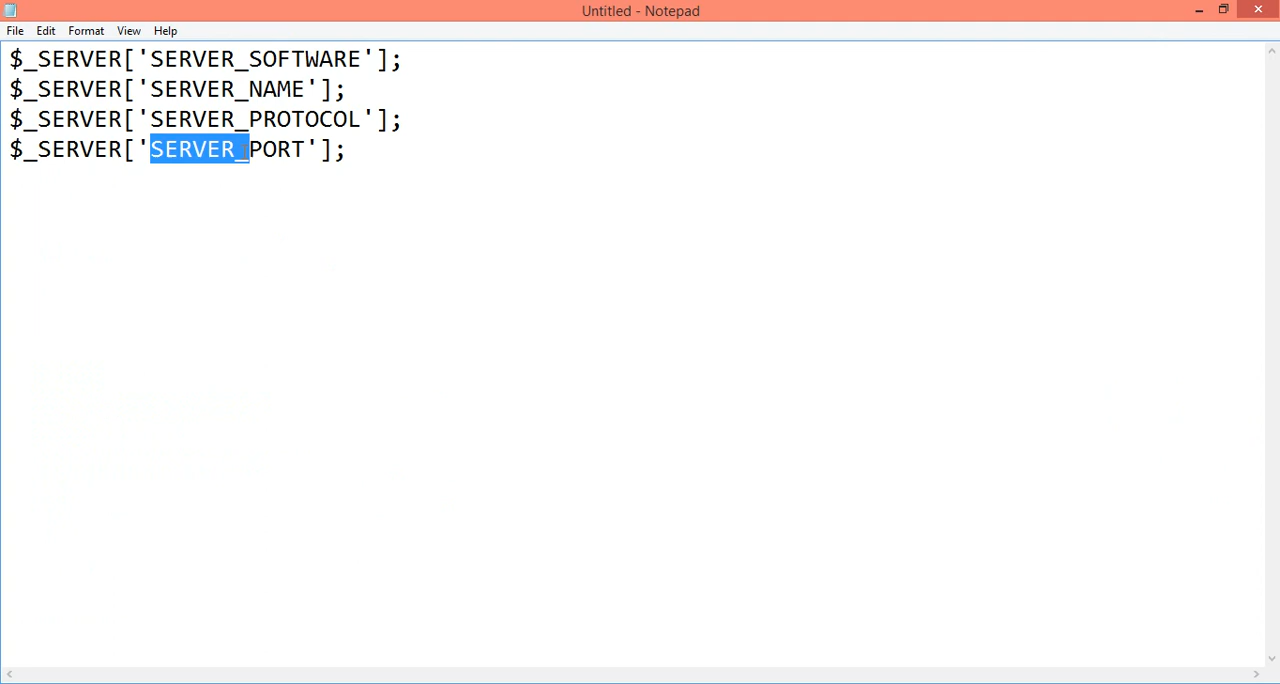 Untitled - Notepad
File Edit Format View Help
$_SERVER['SERVER_SOFTWARE'];
$_SERVER['SERVER_NAME'];
$_SERVER['SERVER_PROTOCOL'];
$_SERVER['SERVER_PORT'];